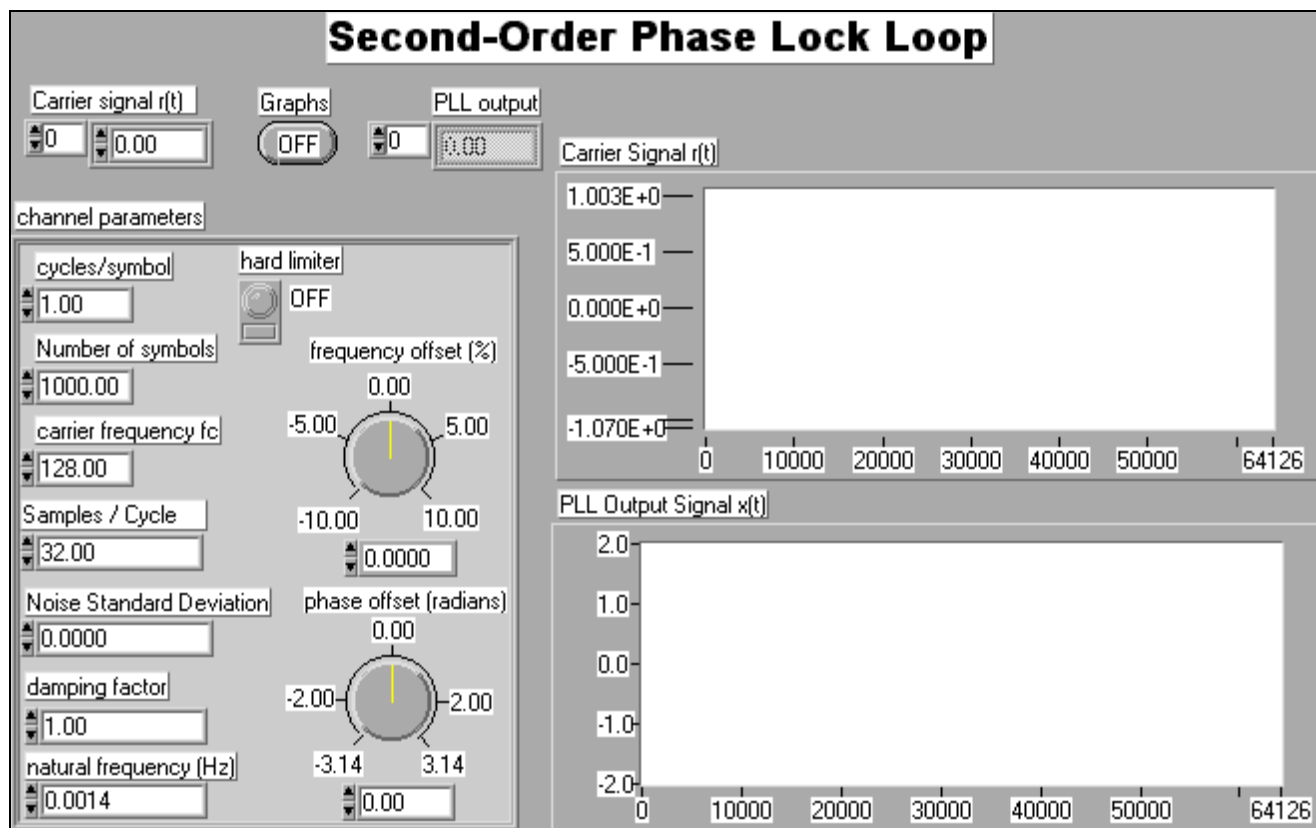 Second-Order Phase Lock Loop
Carrier signal r(t)
Graphs
PLL output
0
0.00
OFF
0
0.00
channel parameters
cycles/symbol
1.00
hard limiter
OFF
Number of symbols
1000.00
carrier frequency fc
128.00
Samples / Cycle
32.00
Noise Standard Deviation
0.0000
damping factor
1.00
natural frequency (Hz)
0.0014
frequency offset (%)
0.00
-5.00
5.00
-10.00
10.00
0.0000
phase offset (radians)
0.00
-2.00
2.00
-3.14
3.14
0.00
Carrier Signal r(t)
1.003E+0
5.000E-1
0.000E+0
-5.000E-1
-1.070E+0
0 10000 20000 30000 40000 50000 64126
PLL Output Signal x(t)
2.0
1.0
0.0
-1.0
-2.0
0 10000 20000 30000 40000 50000 64126